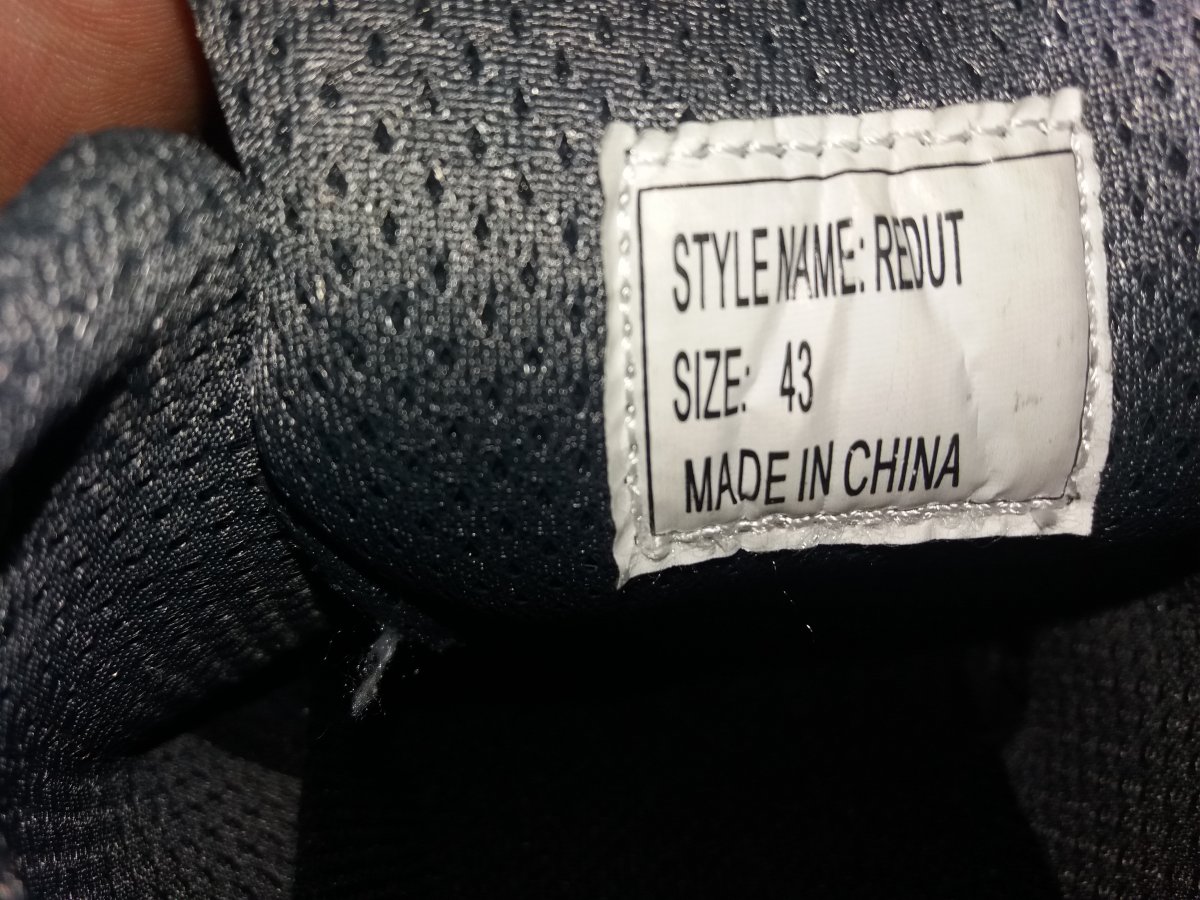 STYLE NAME: REDUT
SIZE: 43
MADE IN CHINA